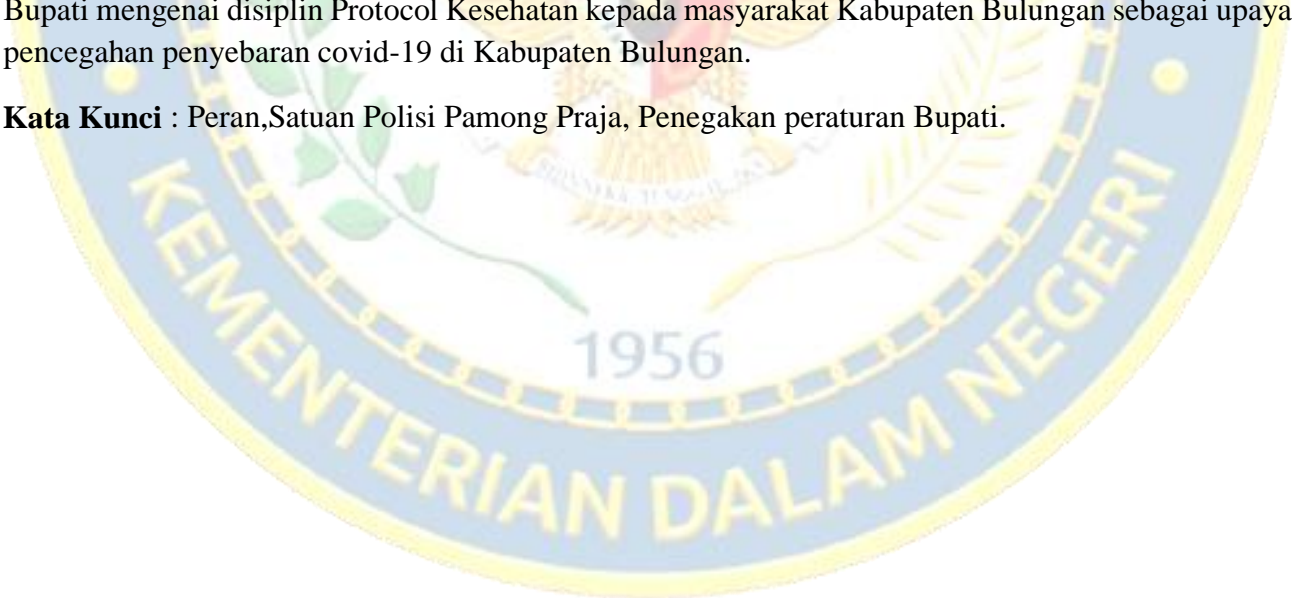 Bupati mengenai disiplin Protocol Kesehatan kepada masyarakat Kabupaten Bulungan sebagai upaya
pencegahan penyebaran covid-19 di Kabupaten Bulungan.
Kata Kunci : Peran,Satuan Polisi Pamong Praja, Penegakan peraturan Bupati.
1956
KEMENTERIAN DALAM NEGERI